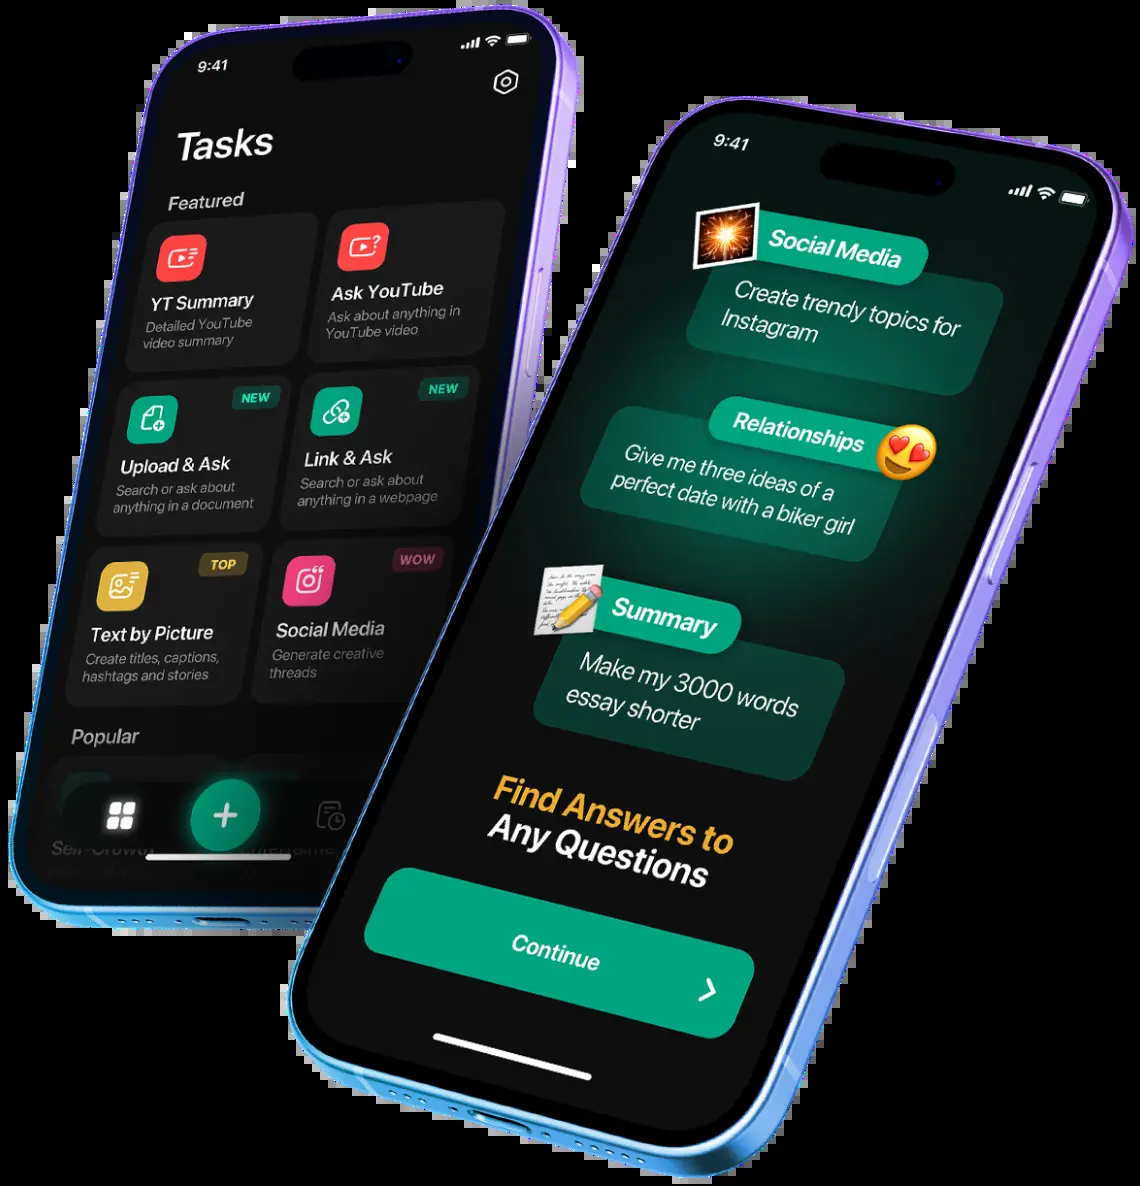 9:41
Tasks
Featured
YT Summary
Detailed YouTube
video summary
Ask YouTube
Ask about anything in
YouTube video
NEW
Upload & Ask
Search or ask about
anything in a document
NEW
Link & Ask
Search or ask about
anything in a webpage
TOP
Text by Picture
Create titles, captions,
hashtags and stories
WOW
Social Media
Generate creative
threads
Popular
Self-Growth
9:41
Social Media
Create trendy topics for
Instagram
Relationships
Give me three ideas of a
perfect date with a biker girl
Summary
Make my 3000 words
essay shorter
Find Answers to
Any Questions
Continue